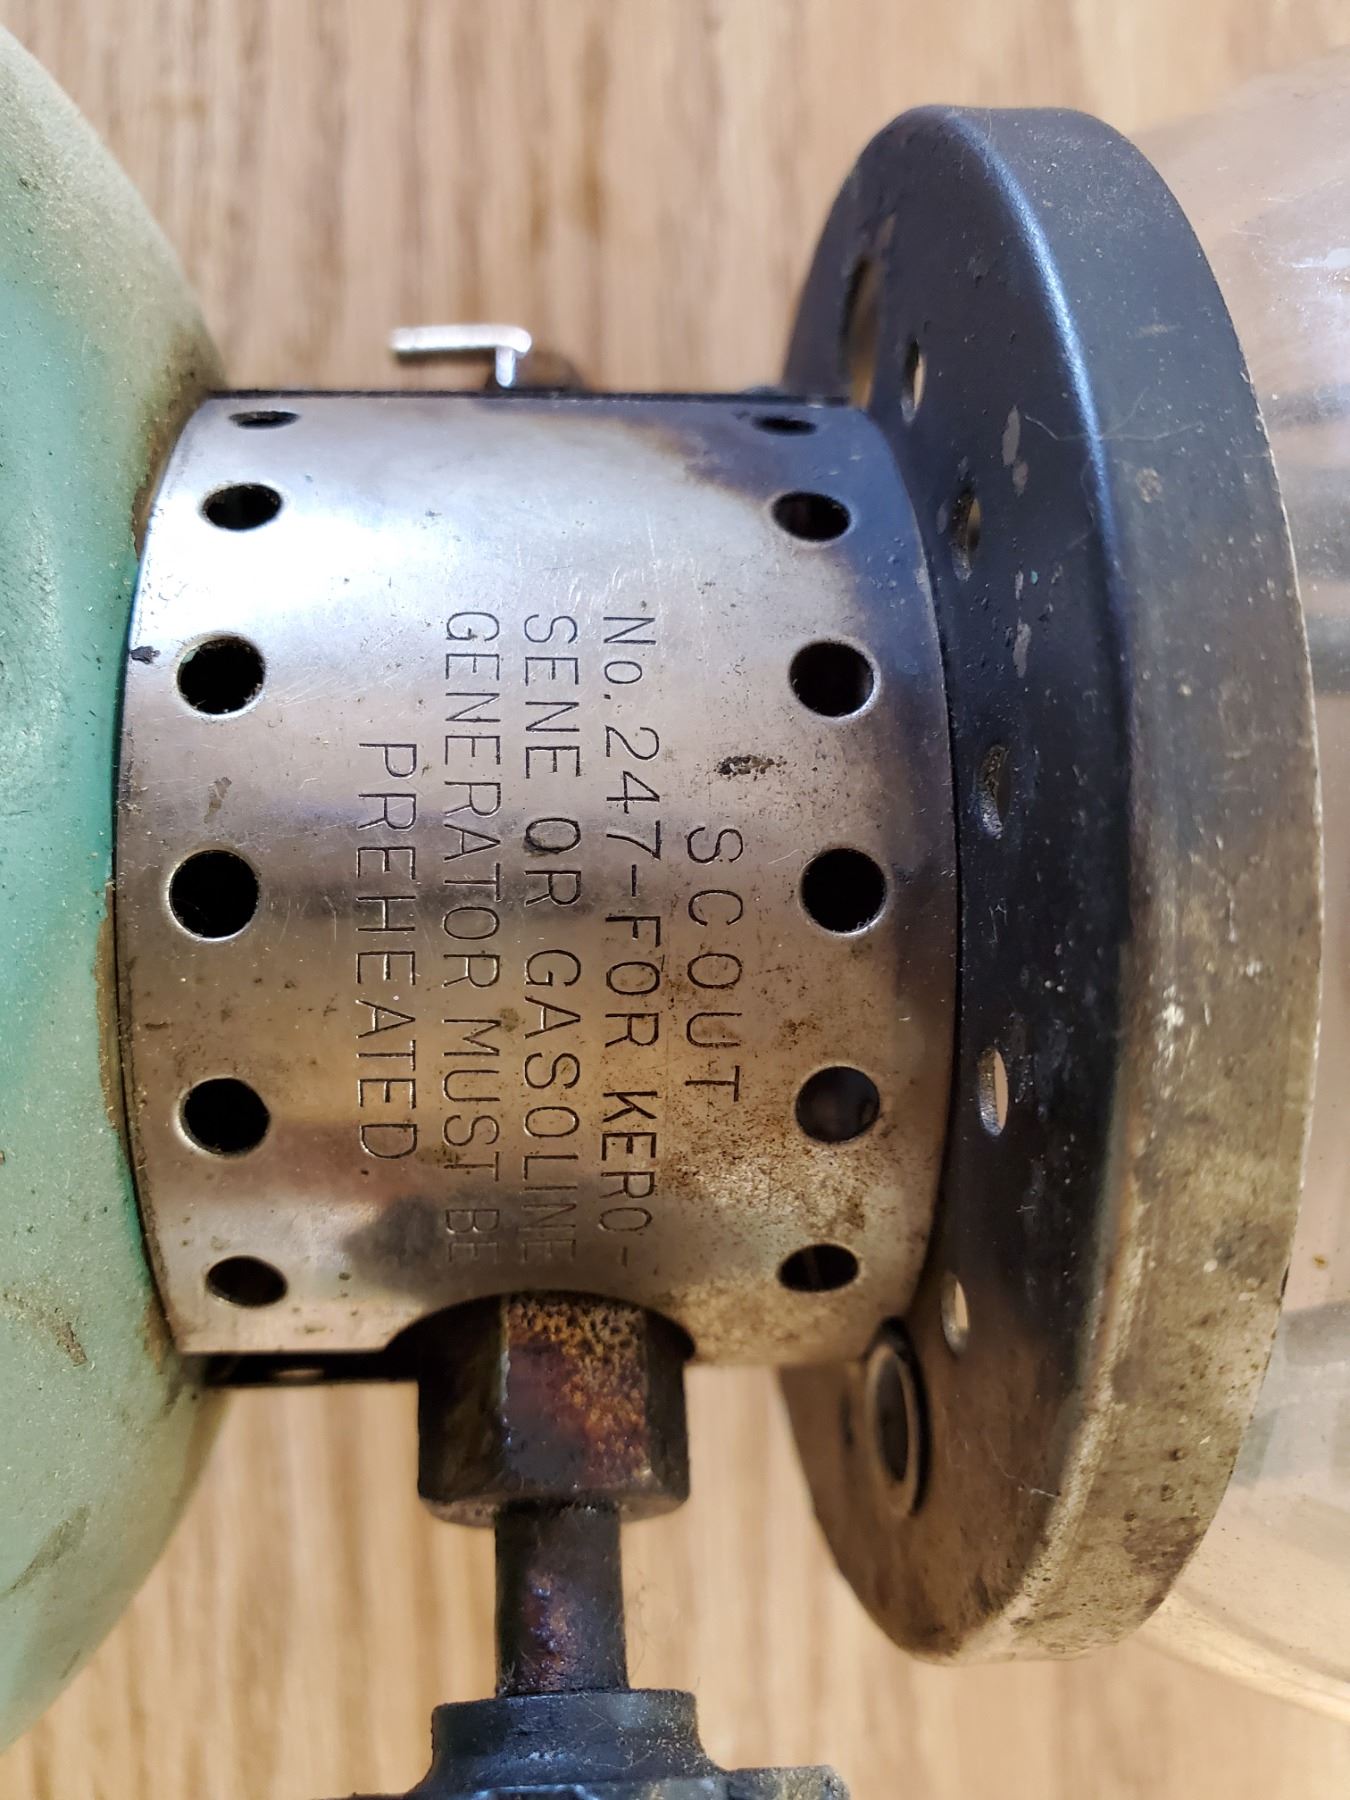 SCOUT
No. 247-FOR KERO-
SENE OR GASOLINE
GENERATOR MUST BE
PREHEATED